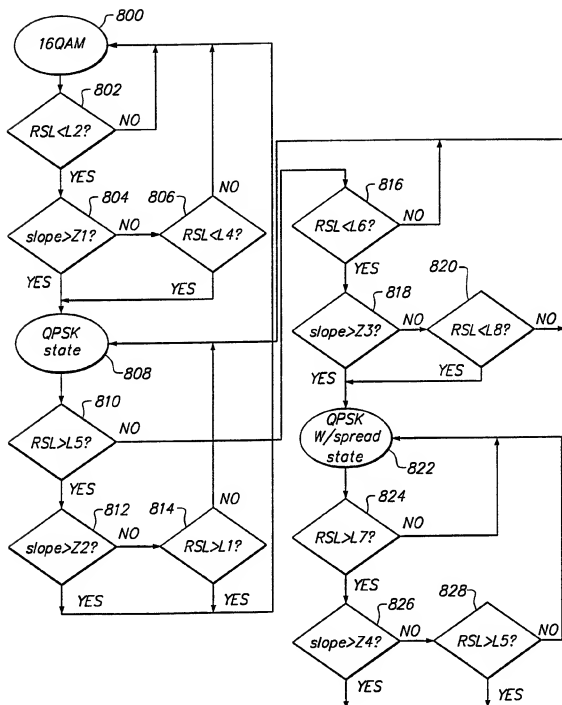 800
16QAM
802
RSL<L2?
NO
YES
804
slope>Z1?
NO
806
RSL<L4?
NO
YES
YES
QPSK
state
808
810
RSL>L5?
NO
YES
812
slope>Z2?
NO
814
RSL>L1?
NO
YES
YES
816
RSL<L6?
NO
YES
818
slope>Z3?
NO
820
RSL<L8?
NO
YES
YES
QPSK
W/spread
state
822
824
RSL>L7?
NO
YES
826
slope>Z4?
NO
828
RSL>L5?
NO
YES
YES